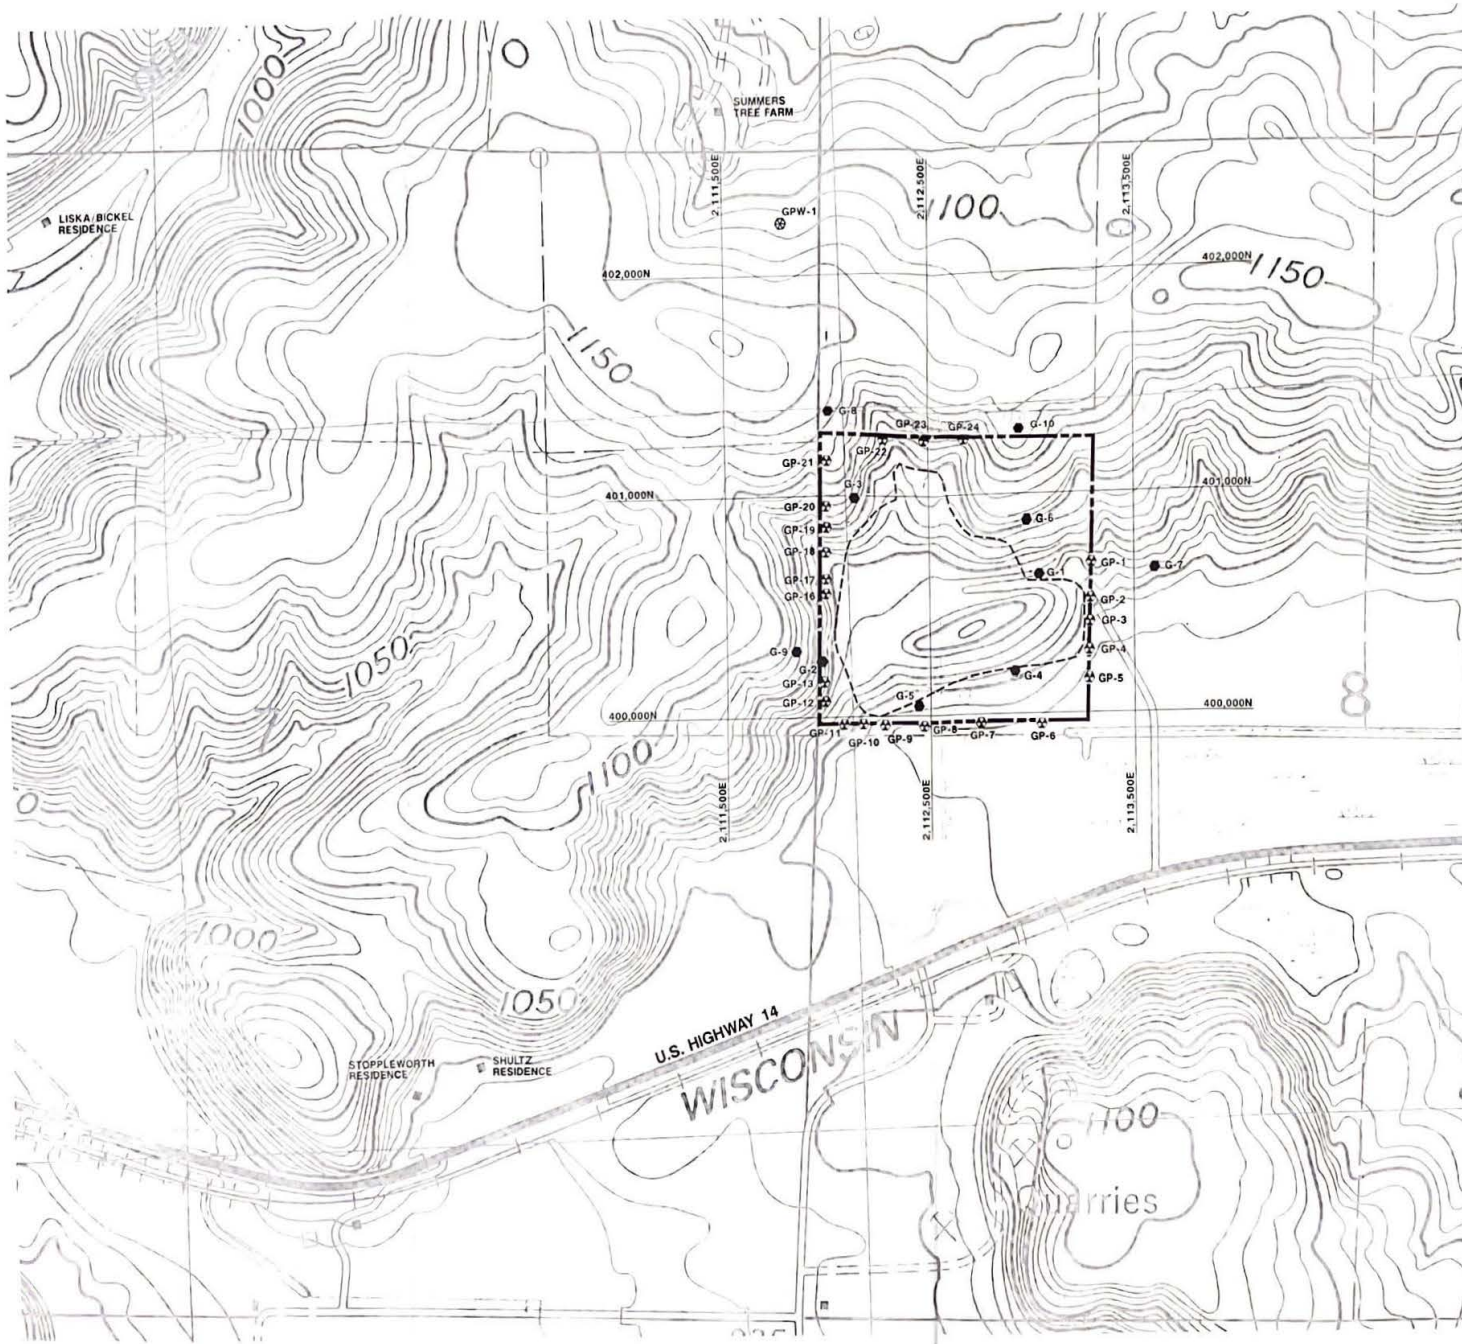 1000
SUMMERS
TREE FARM
LISKA/BICKEL
RESIDENCE
2,111,500E
2,112,500E
2,113,500E
GPW-1
1100
402,000N
402,000N
1150
1150
G-8
GP-23
GP-24
G-10
GP-22
GP-21
G-3
401,000N
401,000N
GP-20
G-6
GP-19
GP-18
GP-1
G-7
GP-17
G-1
GP-16
GP-2
GP-3
1050
G-9
GP-4
G-2
G-4
GP-13
GP-5
7
8
GP-12
G-5
400,000N
400,000N
GP-11
GP-10
GP-9
GP-8
GP-7
GP-6
1100
2,111,500E
2,112,500E
2,113,500E
1000
1050
U.S. HIGHWAY 14
WISCONSIN
STOPPLEWORTH
RESIDENCE
SHULTZ
RESIDENCE
1100
Quarries